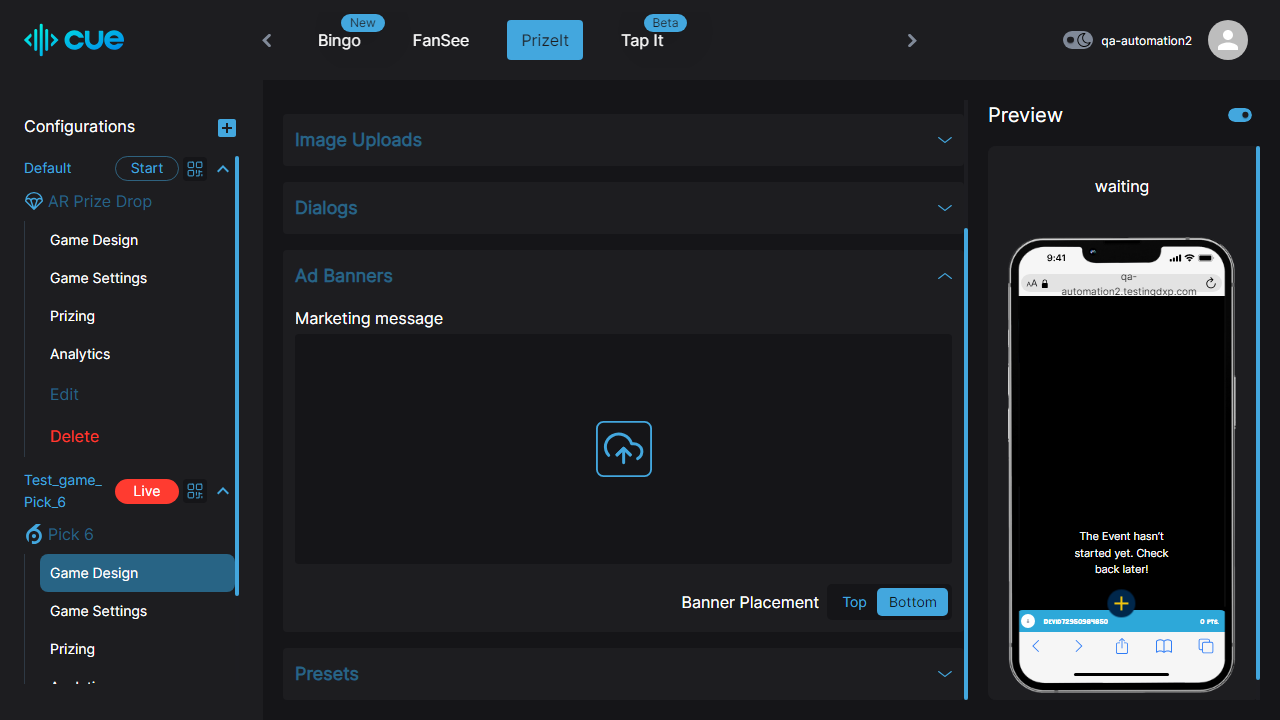 cue
New
Bingo
FanSee
PrizeIt
Beta
Tap It
qa-automation2
Configurations
Default
Start
AR Prize Drop
Game Design
Game Settings
Prizing
Analytics
Edit
Delete
Test_game_
Pick_6
Live
Pick 6
Game Design
Game Settings
Prizing
Image Uploads
Dialogs
Ad Banners
Marketing message
Banner Placement
Top
Bottom
Presets
Preview
waiting
9:41
AA
qa-
automation2.testingdxp.com
The Event hasn't
started yet. Check
back later!
0 PTS.